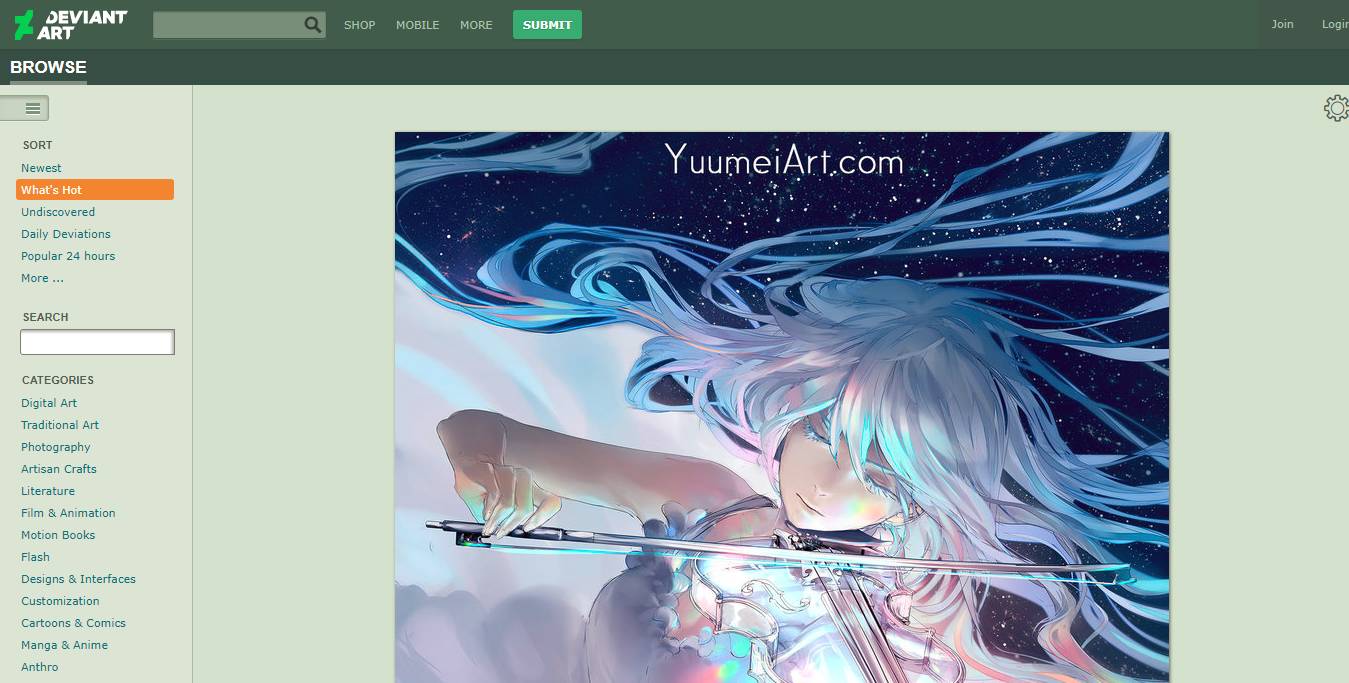 DEVIANT
ART
SHOP
MOBILE
MORE
SUBMIT
Join
Login
BROWSE
SORT
Newest
What's Hot
Undiscovered
Daily Deviations
Popular 24 hours
More ...
SEARCH
CATEGORIES
Digital Art
Traditional Art
Photography
Artisan Crafts
Literature
Film & Animation
Motion Books
Flash
Designs & Interfaces
Customization
Cartoons & Comics
Manga & Anime
Anthro
YuumeiArt.com